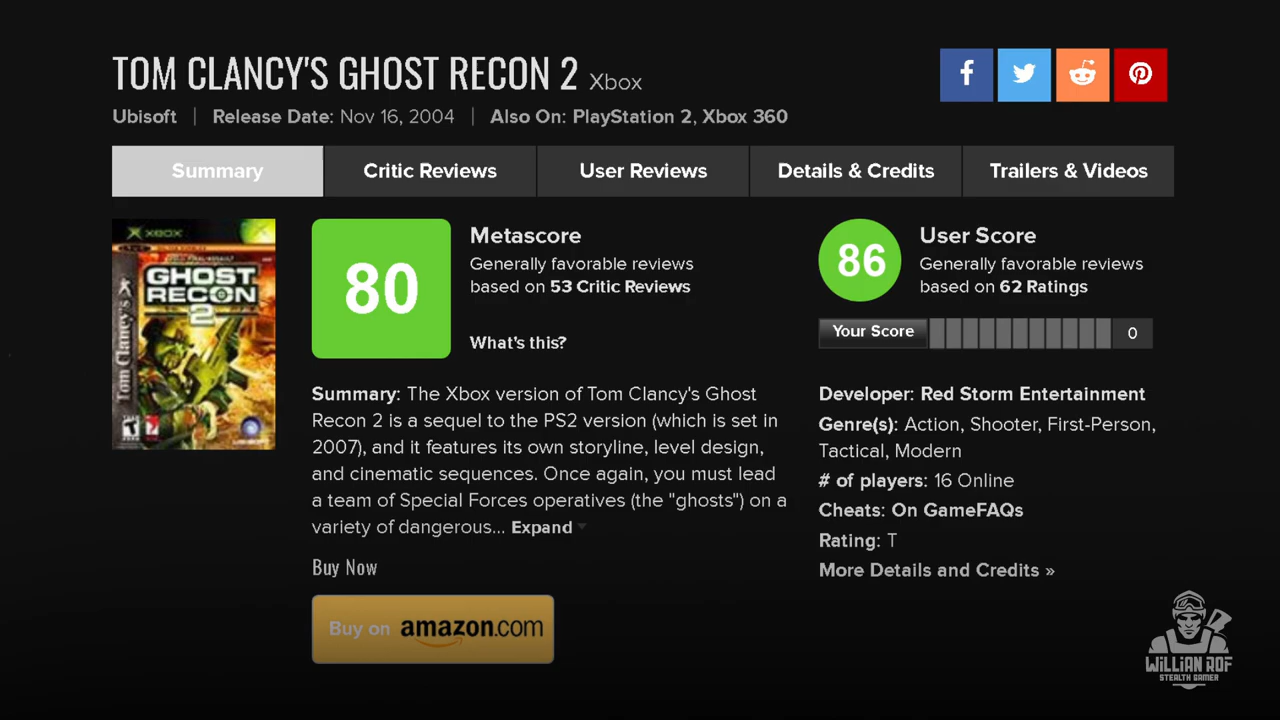 TOM CLANCY'S GHOST RECON 2 Xbox
Ubisoft | Release Date: Nov 16, 2004 | Also On: PlayStation 2, Xbox 360
Summary Critic Reviews User Reviews Details & Credits Trailers & Videos
XBOX
GHOST
RECON
2
Tom Clancy's
UBISOFT
80
Metascore
Generally favorable reviews
based on 53 Critic Reviews
What's this?
Summary: The Xbox version of Tom Clancy's Ghost
Recon 2 is a sequel to the PS2 version (which is set in
2007), and it features its own storyline, level design,
and cinematic sequences. Once again, you must lead
a team of Special Forces operatives (the "ghosts") on a
variety of dangerous... Expand
Buy Now
Buy on amazon.com
86
User Score
Generally favorable reviews
based on 62 Ratings
Your Score 0
Developer: Red Storm Entertainment
Genre(s): Action, Shooter, First-Person,
Tactical, Modern
# of players: 16 Online
Cheats: On GameFAQs
Rating: T
More Details and Credits »
WILLIAN ROF
STEALTH GAMER